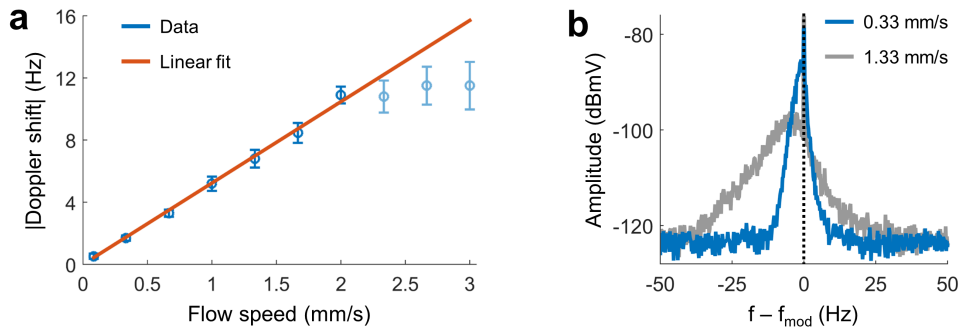 a
16
12
8
4
0
|Doppler shift| (Hz)
Data
Linear fit
0 0.5 1 1.5 2 2.5 3
Flow speed (mm/s)
b
-80
-100
-120
Amplitude (dBmV)
0.33 mm/s
1.33 mm/s
-50 -25 0 25 50
f – fmod (Hz)